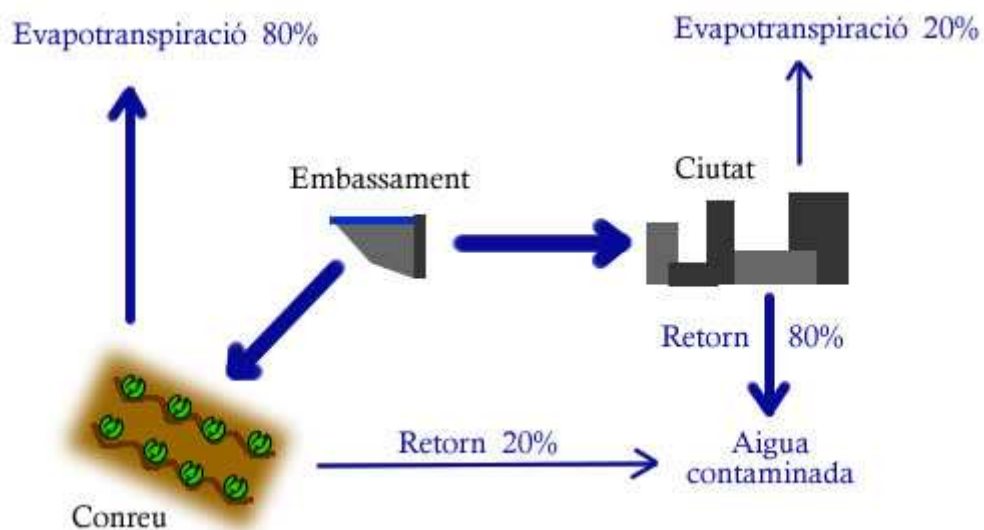 Evapotranspiració 80%
Evapotranspiració 20%
Embassament
Ciutat
Retorn 80%
Retorn 20%
Aigua
contaminada
Conreu